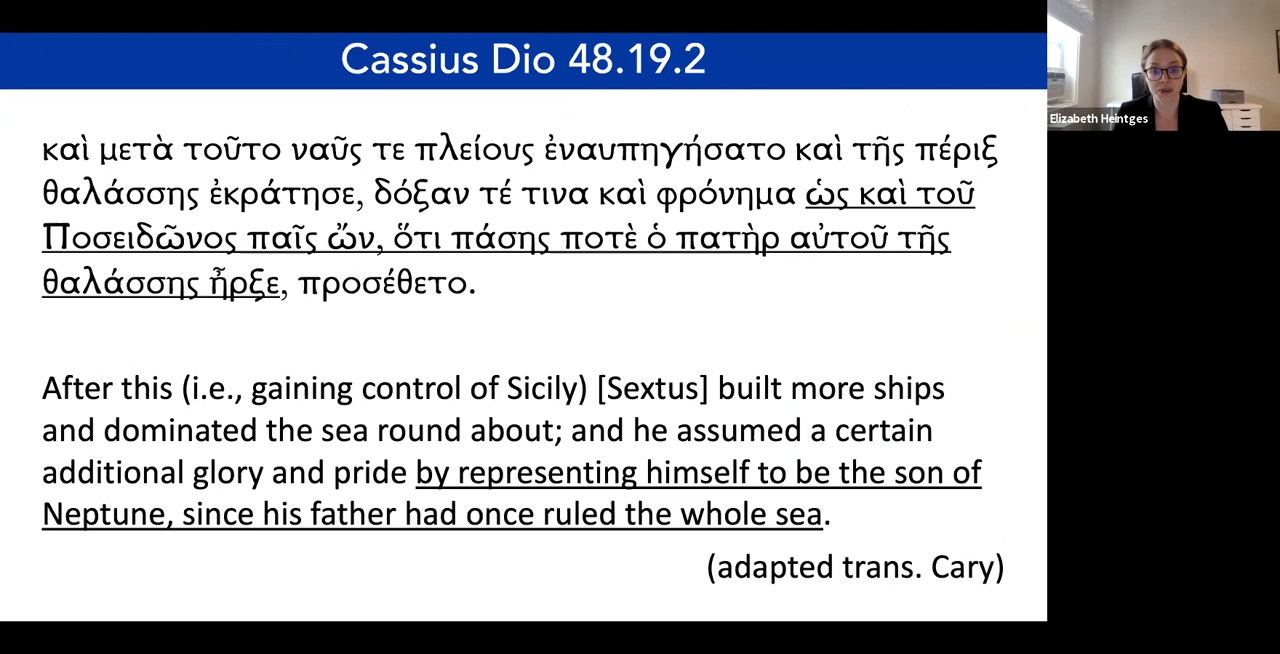 Cassius Dio 48.19.2
καὶ μετὰ τοῦτο ναῦς τε πλείους ἐναυπηγήσατο καὶ τῆς πέριξ
θαλάσσης ἐκράτησε, δόξαν τέ τινα καὶ φρόνημα ὡς καὶ τοῦ
Ποσειδῶνος παῖς ὤν, ὅτι πάσης ποτὲ ὁ πατὴρ αὐτοῦ τῆς
θαλάσσης ἦρξε, προσέθετο.
After this (i.e., gaining control of Sicily) [Sextus] built more ships
and dominated the sea round about; and he assumed a certain
additional glory and pride by representing himself to be the son of
Neptune, since his father had once ruled the whole sea.
(adapted trans. Cary)
Elizabeth Heintges